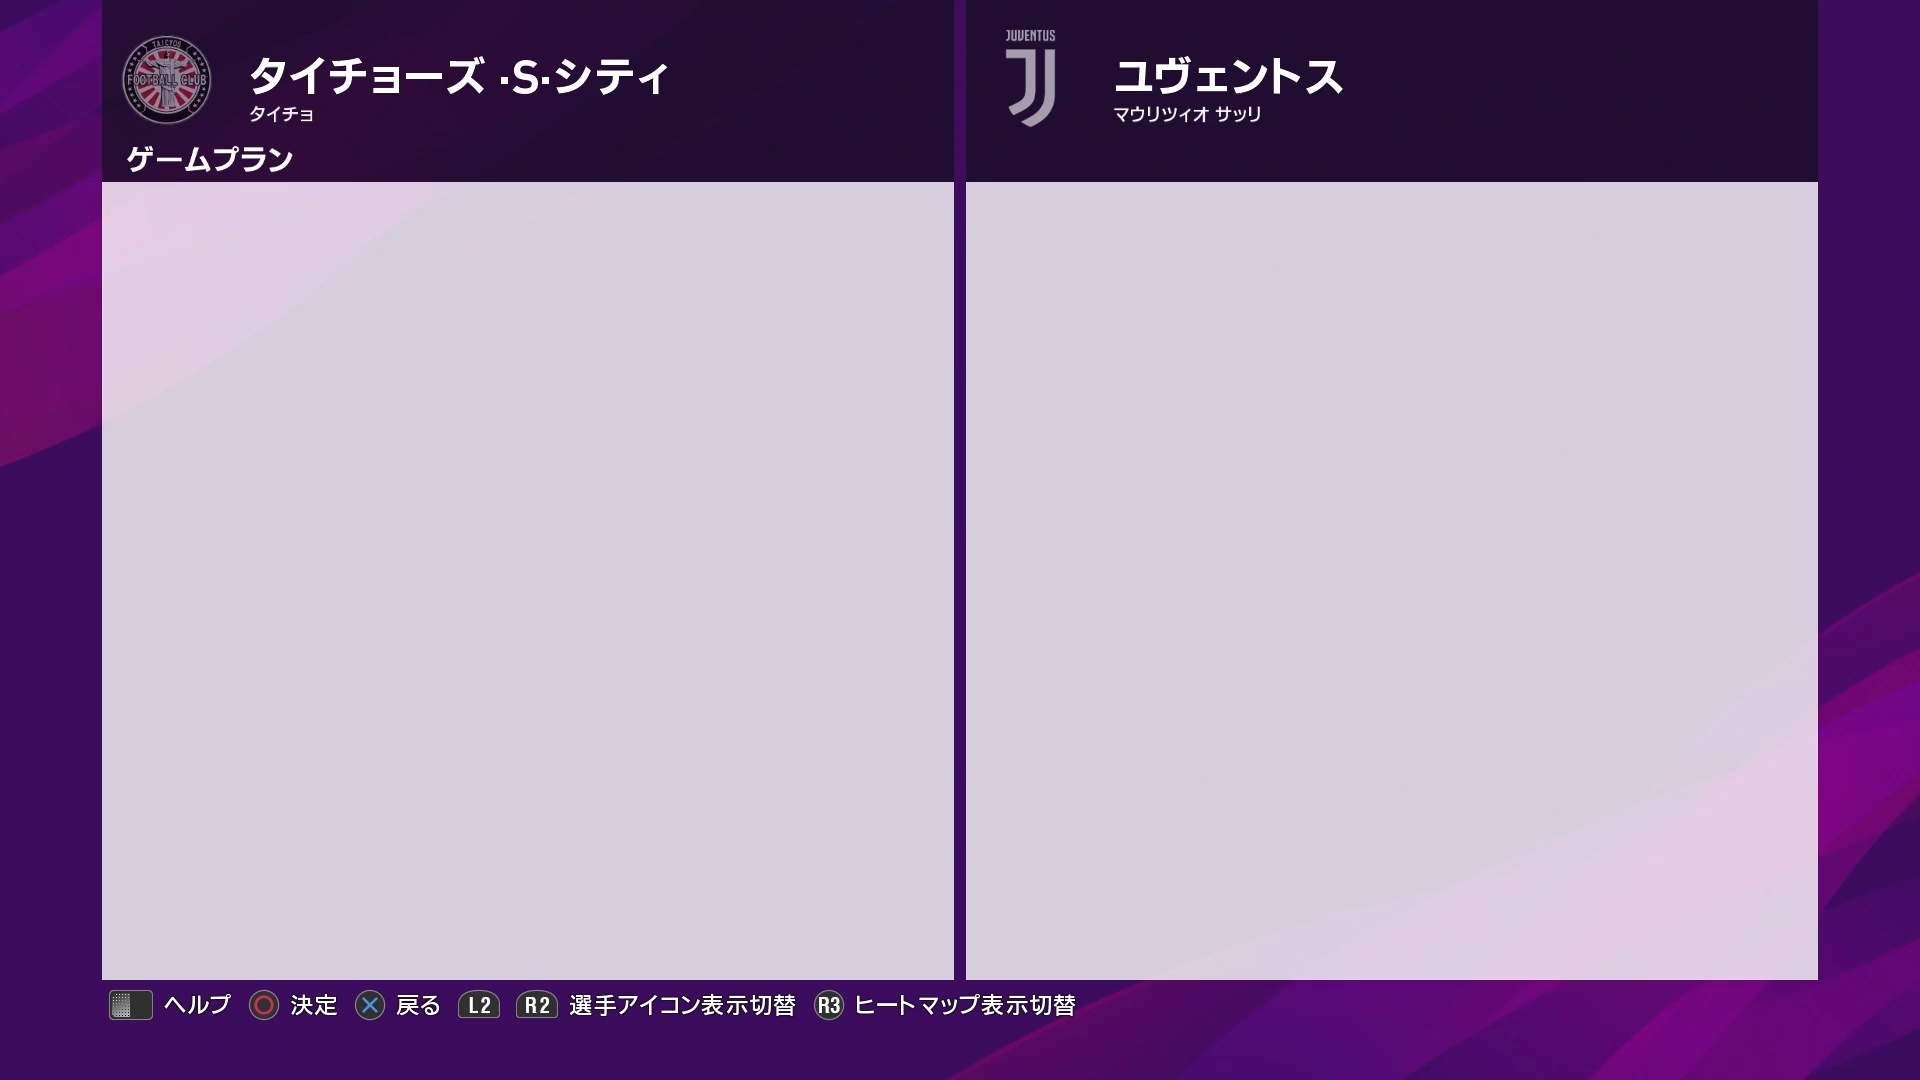 TAICYOS
FOOTBALL CLUB
タイチョーズ ·S·シティ
タイチョ
ゲームプラン
JUVENTUS
ユヴェントス
マウリツィオ サッリ
ヘルプ 決定 戻る L2 R2 選手アイコン表示切替 R3 ヒートマップ表示切替